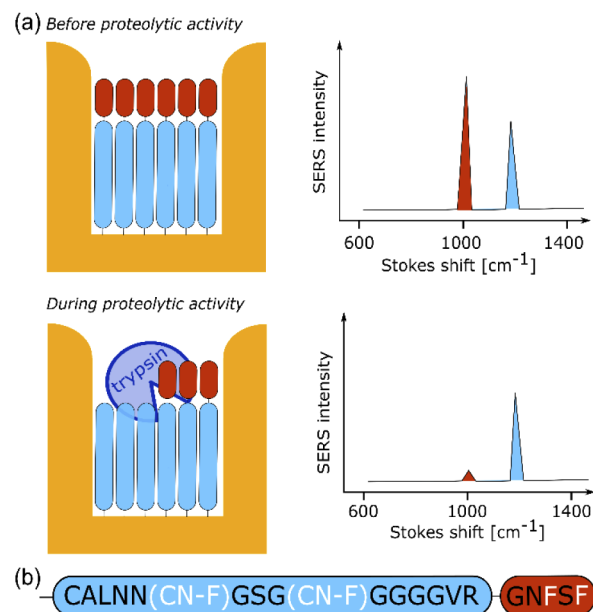 (a) Before proteolytic activity
SERS intensity
600 1000 1400
Stokes shift [cm⁻¹]
During proteolytic activity
trypsin
SERS intensity
600 1000 1400
Stokes shift [cm⁻¹]
(b) CALNN(CN-F)GSG(CN-F)GGGGVR GNFSF